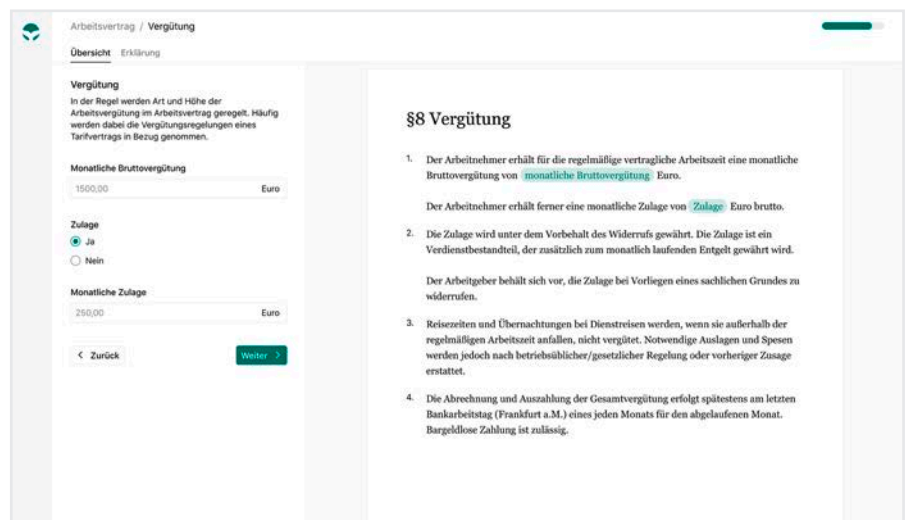 Arbeitsvertrag / Vergütung
Übersicht Erklärung
Vergütung
In der Regel werden Art und Höhe der
Arbeitsvergütung im Arbeitsvertrag geregelt. Häufig
werden dabei die Vergütungsregelungen eines
Tarifvertrags in Bezug genommen.
Monatliche Bruttovergütung
1500,00 Euro
Zulage
Ja
Nein
Monatliche Zulage
250,00 Euro
< Zurück Weiter >
§8 Vergütung
1. Der Arbeitnehmer erhält für die regelmäßige vertragliche Arbeitszeit eine monatliche
Bruttovergütung von monatliche Bruttovergütung Euro.
Der Arbeitnehmer erhält ferner eine monatliche Zulage von Zulage Euro brutto.
2. Die Zulage wird unter dem Vorbehalt des Widerrufs gewährt. Die Zulage ist ein
Verdienstbestandteil, der zusätzlich zum monatlich laufenden Entgelt gewährt wird.
Der Arbeitgeber behält sich vor, die Zulage bei Vorliegen eines sachlichen Grundes zu
widerrufen.
3. Reisezeiten und Übernachtungen bei Dienstreisen werden, wenn sie außerhalb der
regelmäßigen Arbeitszeit anfallen, nicht vergütet. Notwendige Auslagen und Spesen
werden jedoch nach betriebsüblicher/gesetzlicher Regelung oder vorheriger Zusage
erstattet.
4. Die Abrechnung und Auszahlung der Gesamtvergütung erfolgt spätestens am letzten
Bankarbeitstag (Frankfurt a.M.) eines jeden Monats für den abgelaufenen Monat.
Bargeldlose Zahlung ist zulässig.